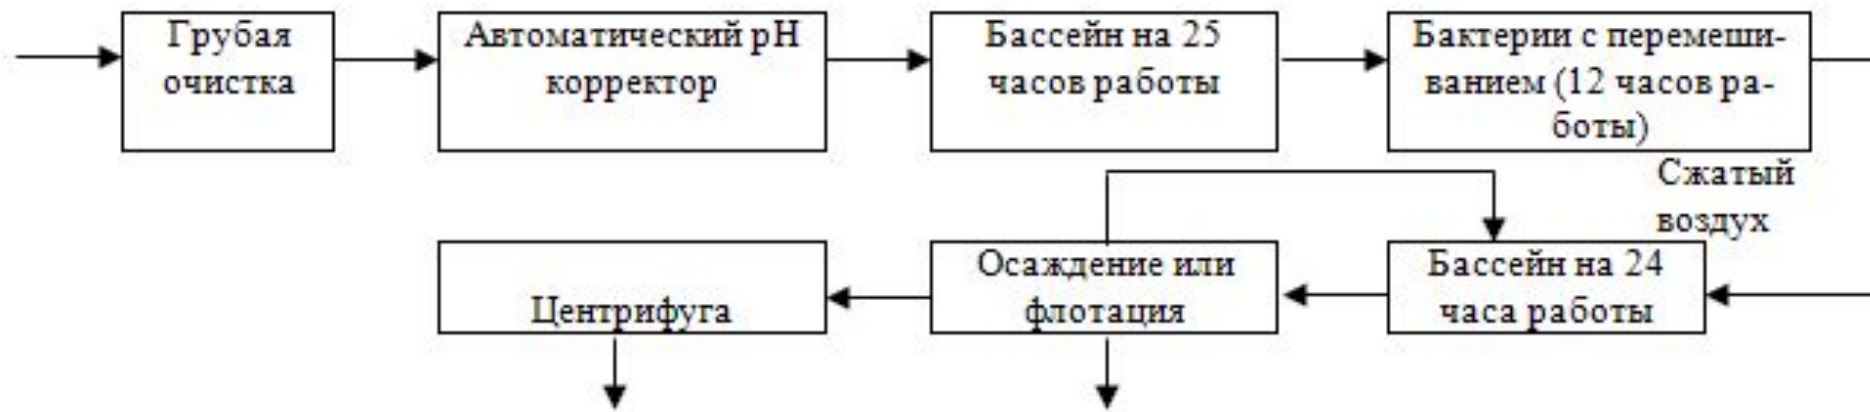 Грубая
очистка
Автоматический pH
корректор
Бассейн на 25
часов работы
Бактерии с перемеши-
ванием (12 часов ра-
боты)
Сжатый
воздух
Центрифуга
Осаждение или
флотация
Бассейн на 24
часа работы